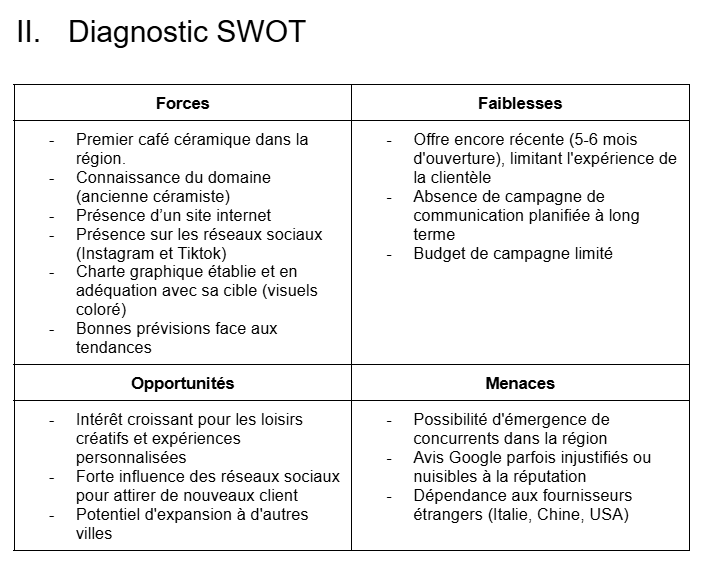 II. Diagnostic SWOT
Forces
- Premier café céramique dans la
région.
- Connaissance du domaine
(ancienne céramiste)
- Présence d'un site internet
- Présence sur les réseaux sociaux
(Instagram et Tiktok)
- Charte graphique établie et en
adéquation avec sa cible (visuels
coloré)
- Bonnes prévisions face aux
tendances
Faiblesses
- Offre encore récente (5-6 mois
d'ouverture), limitant l'expérience de
la clientèle
- Absence de campagne de
communication planifiée à long
terme
- Budget de campagne limité
Opportunités
- Intérêt croissant pour les loisirs
créatifs et expériences
personnalisées
- Forte influence des réseaux sociaux
pour attirer de nouveaux client
- Potentiel d'expansion à d'autres
villes
Menaces
- Possibilité d'émergence de
concurrents dans la région
- Avis Google parfois injustifiés ou
nuisibles à la réputation
- Dépendance aux fournisseurs
étrangers (Italie, Chine, USA)